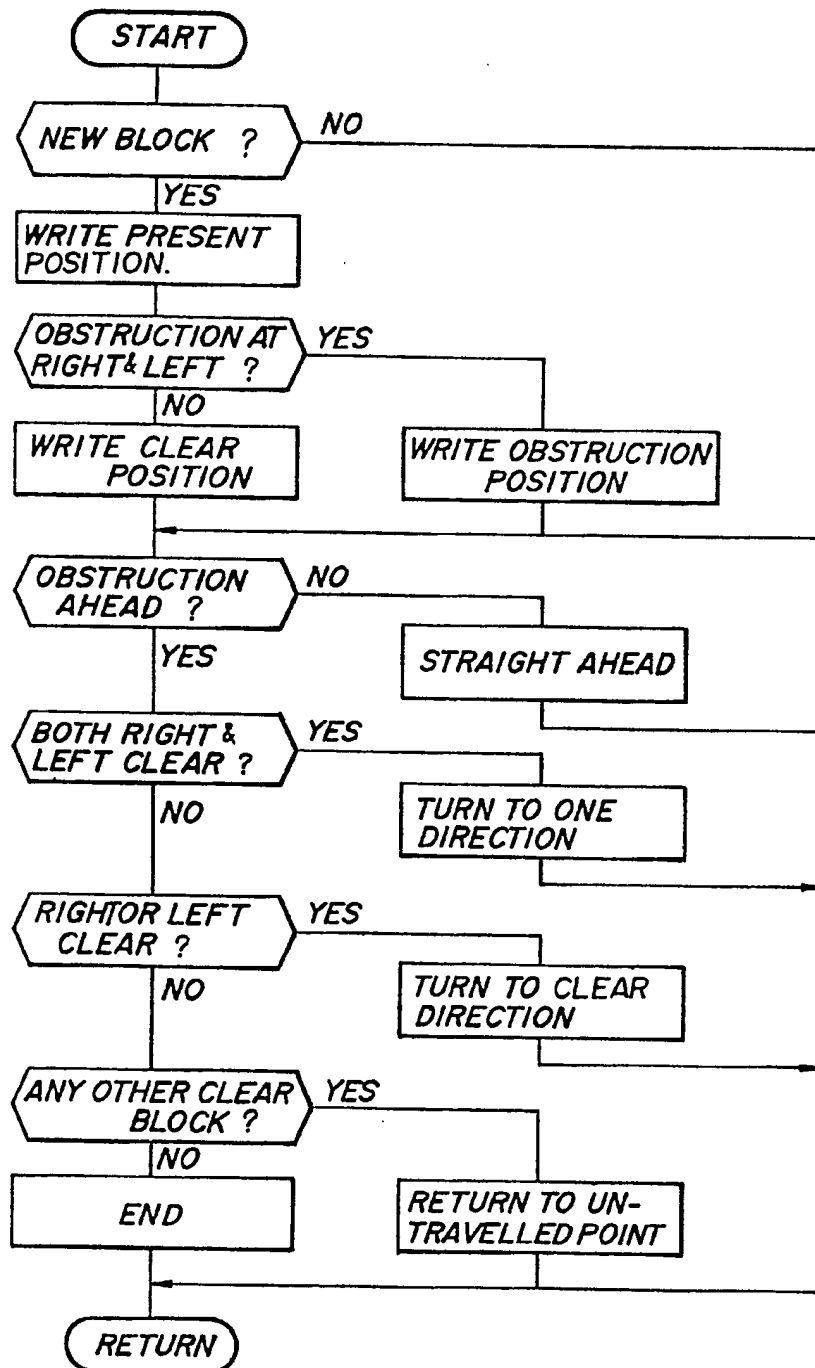 START
NEW BLOCK ?
NO
YES
WRITE PRESENT
POSITION.
OBSTRUCTION AT
RIGHT & LEFT ?
YES
NO
WRITE CLEAR
POSITION
WRITE OBSTRUCTION
POSITION
OBSTRUCTION
AHEAD ?
NO
YES
STRAIGHT AHEAD
BOTH RIGHT &
LEFT CLEAR ?
YES
NO
TURN TO ONE
DIRECTION
RIGHT OR LEFT
CLEAR ?
YES
NO
TURN TO CLEAR
DIRECTION
ANY OTHER CLEAR
BLOCK ?
YES
NO
END
RETURN TO UN-
TRAVELLED POINT
RETURN